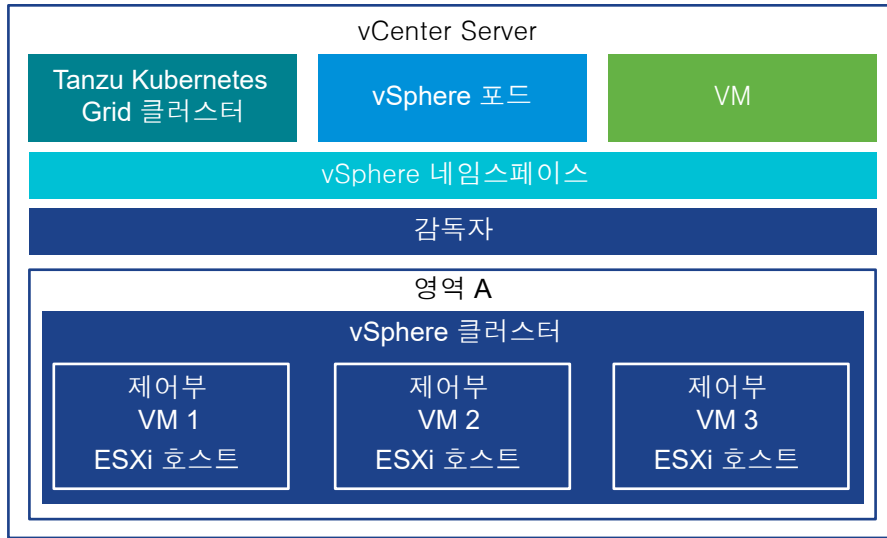 vCenter Server
Tanzu Kubernetes
Grid 클러스터
vSphere 포드
VM
vSphere 네임스페이스
감독자
영역 A
vSphere 클러스터
제어부
VM 1
ESXi 호스트
제어부
VM 2
ESXi 호스트
제어부
VM 3
ESXi 호스트